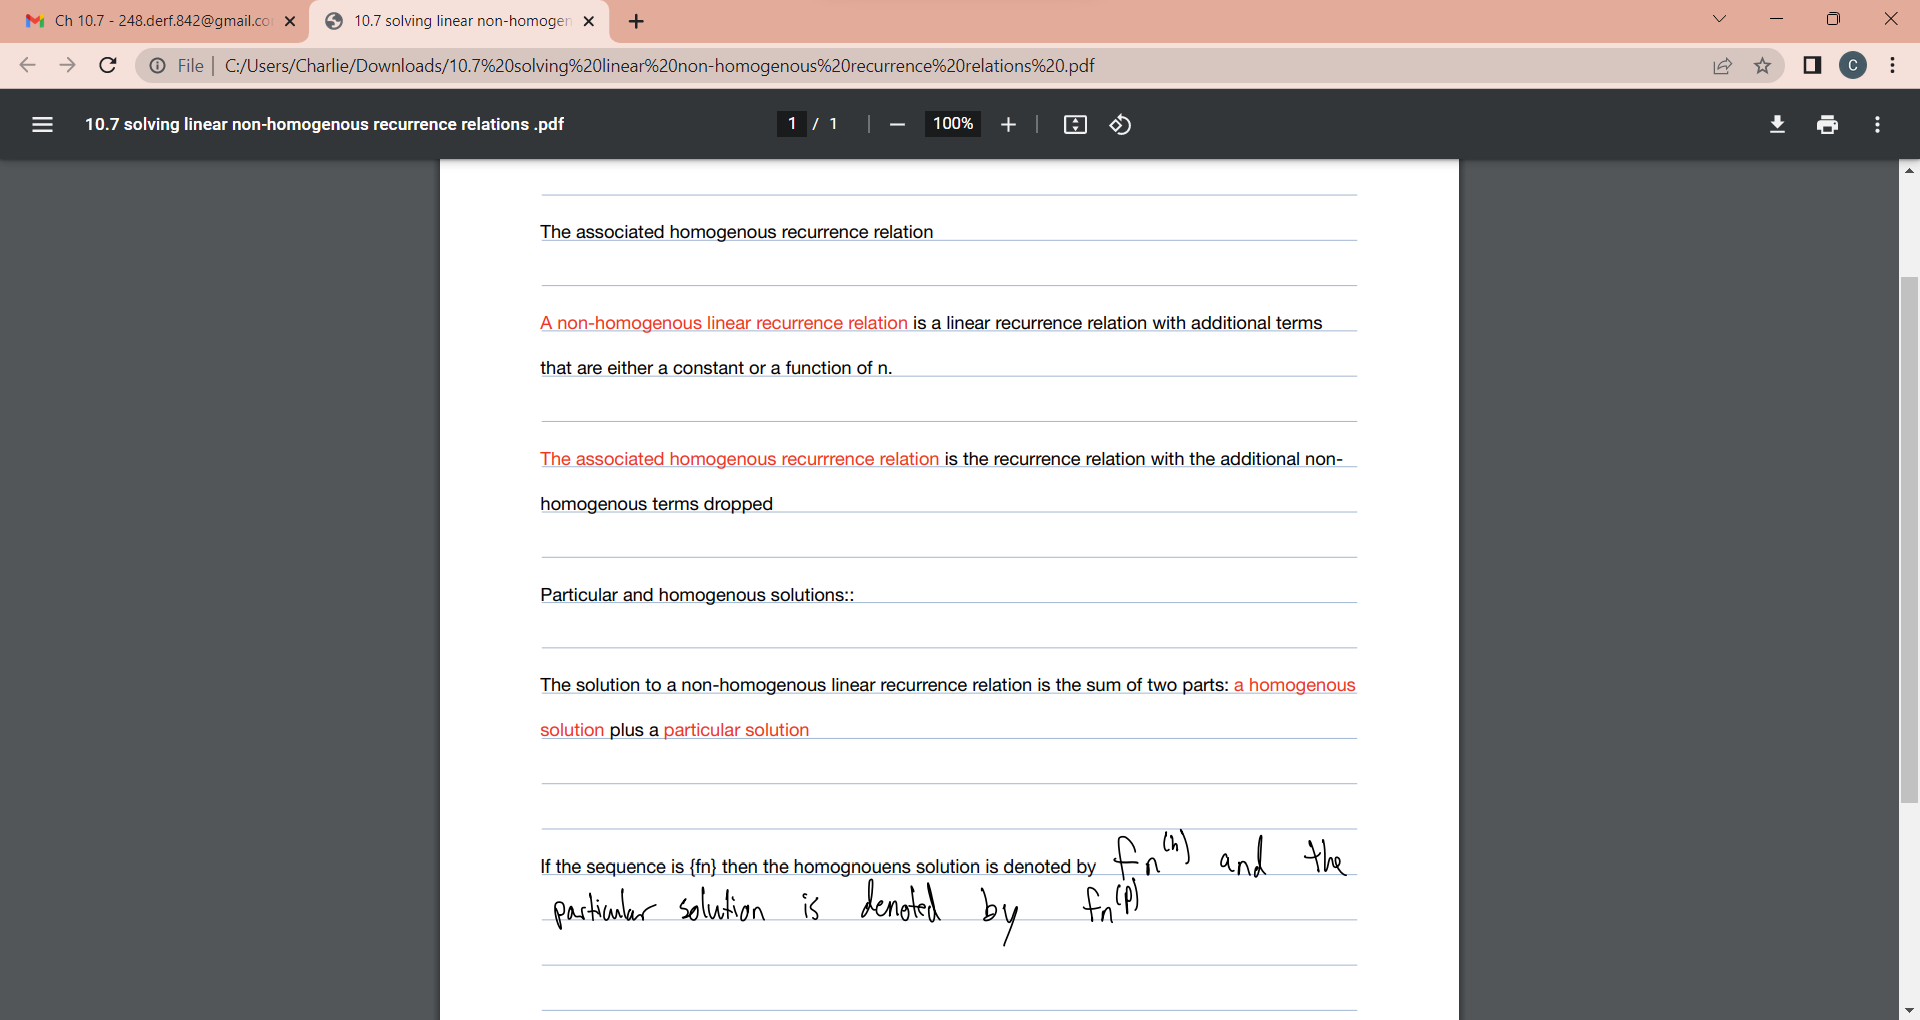 Ch 10.7 - 248.derf.842@gmail.co
10.7 solving linear non-homogen
File
C:/Users/Charlie/Downloads/10.7%20solving%20linear%20non-homogenous%20recurrence%20relations%20.pdf
C
10.7 solving linear non-homogenous recurrence relations .pdf
1 / 1
100%
The associated homogenous recurrence relation
A non-homogenous linear recurrence relation is a linear recurrence relation with additional terms
that are either a constant or a function of n.
The associated homogenous recurrrence relation is the recurrence relation with the additional non-
homogenous terms dropped
Particular and homogenous solutions::
The solution to a non-homogenous linear recurrence relation is the sum of two parts: a homogenous
solution plus a particular solution
If the sequence is {fn} then the homognouens solution is denoted by fn(h) and the
particular solution is denoted by fn(p)